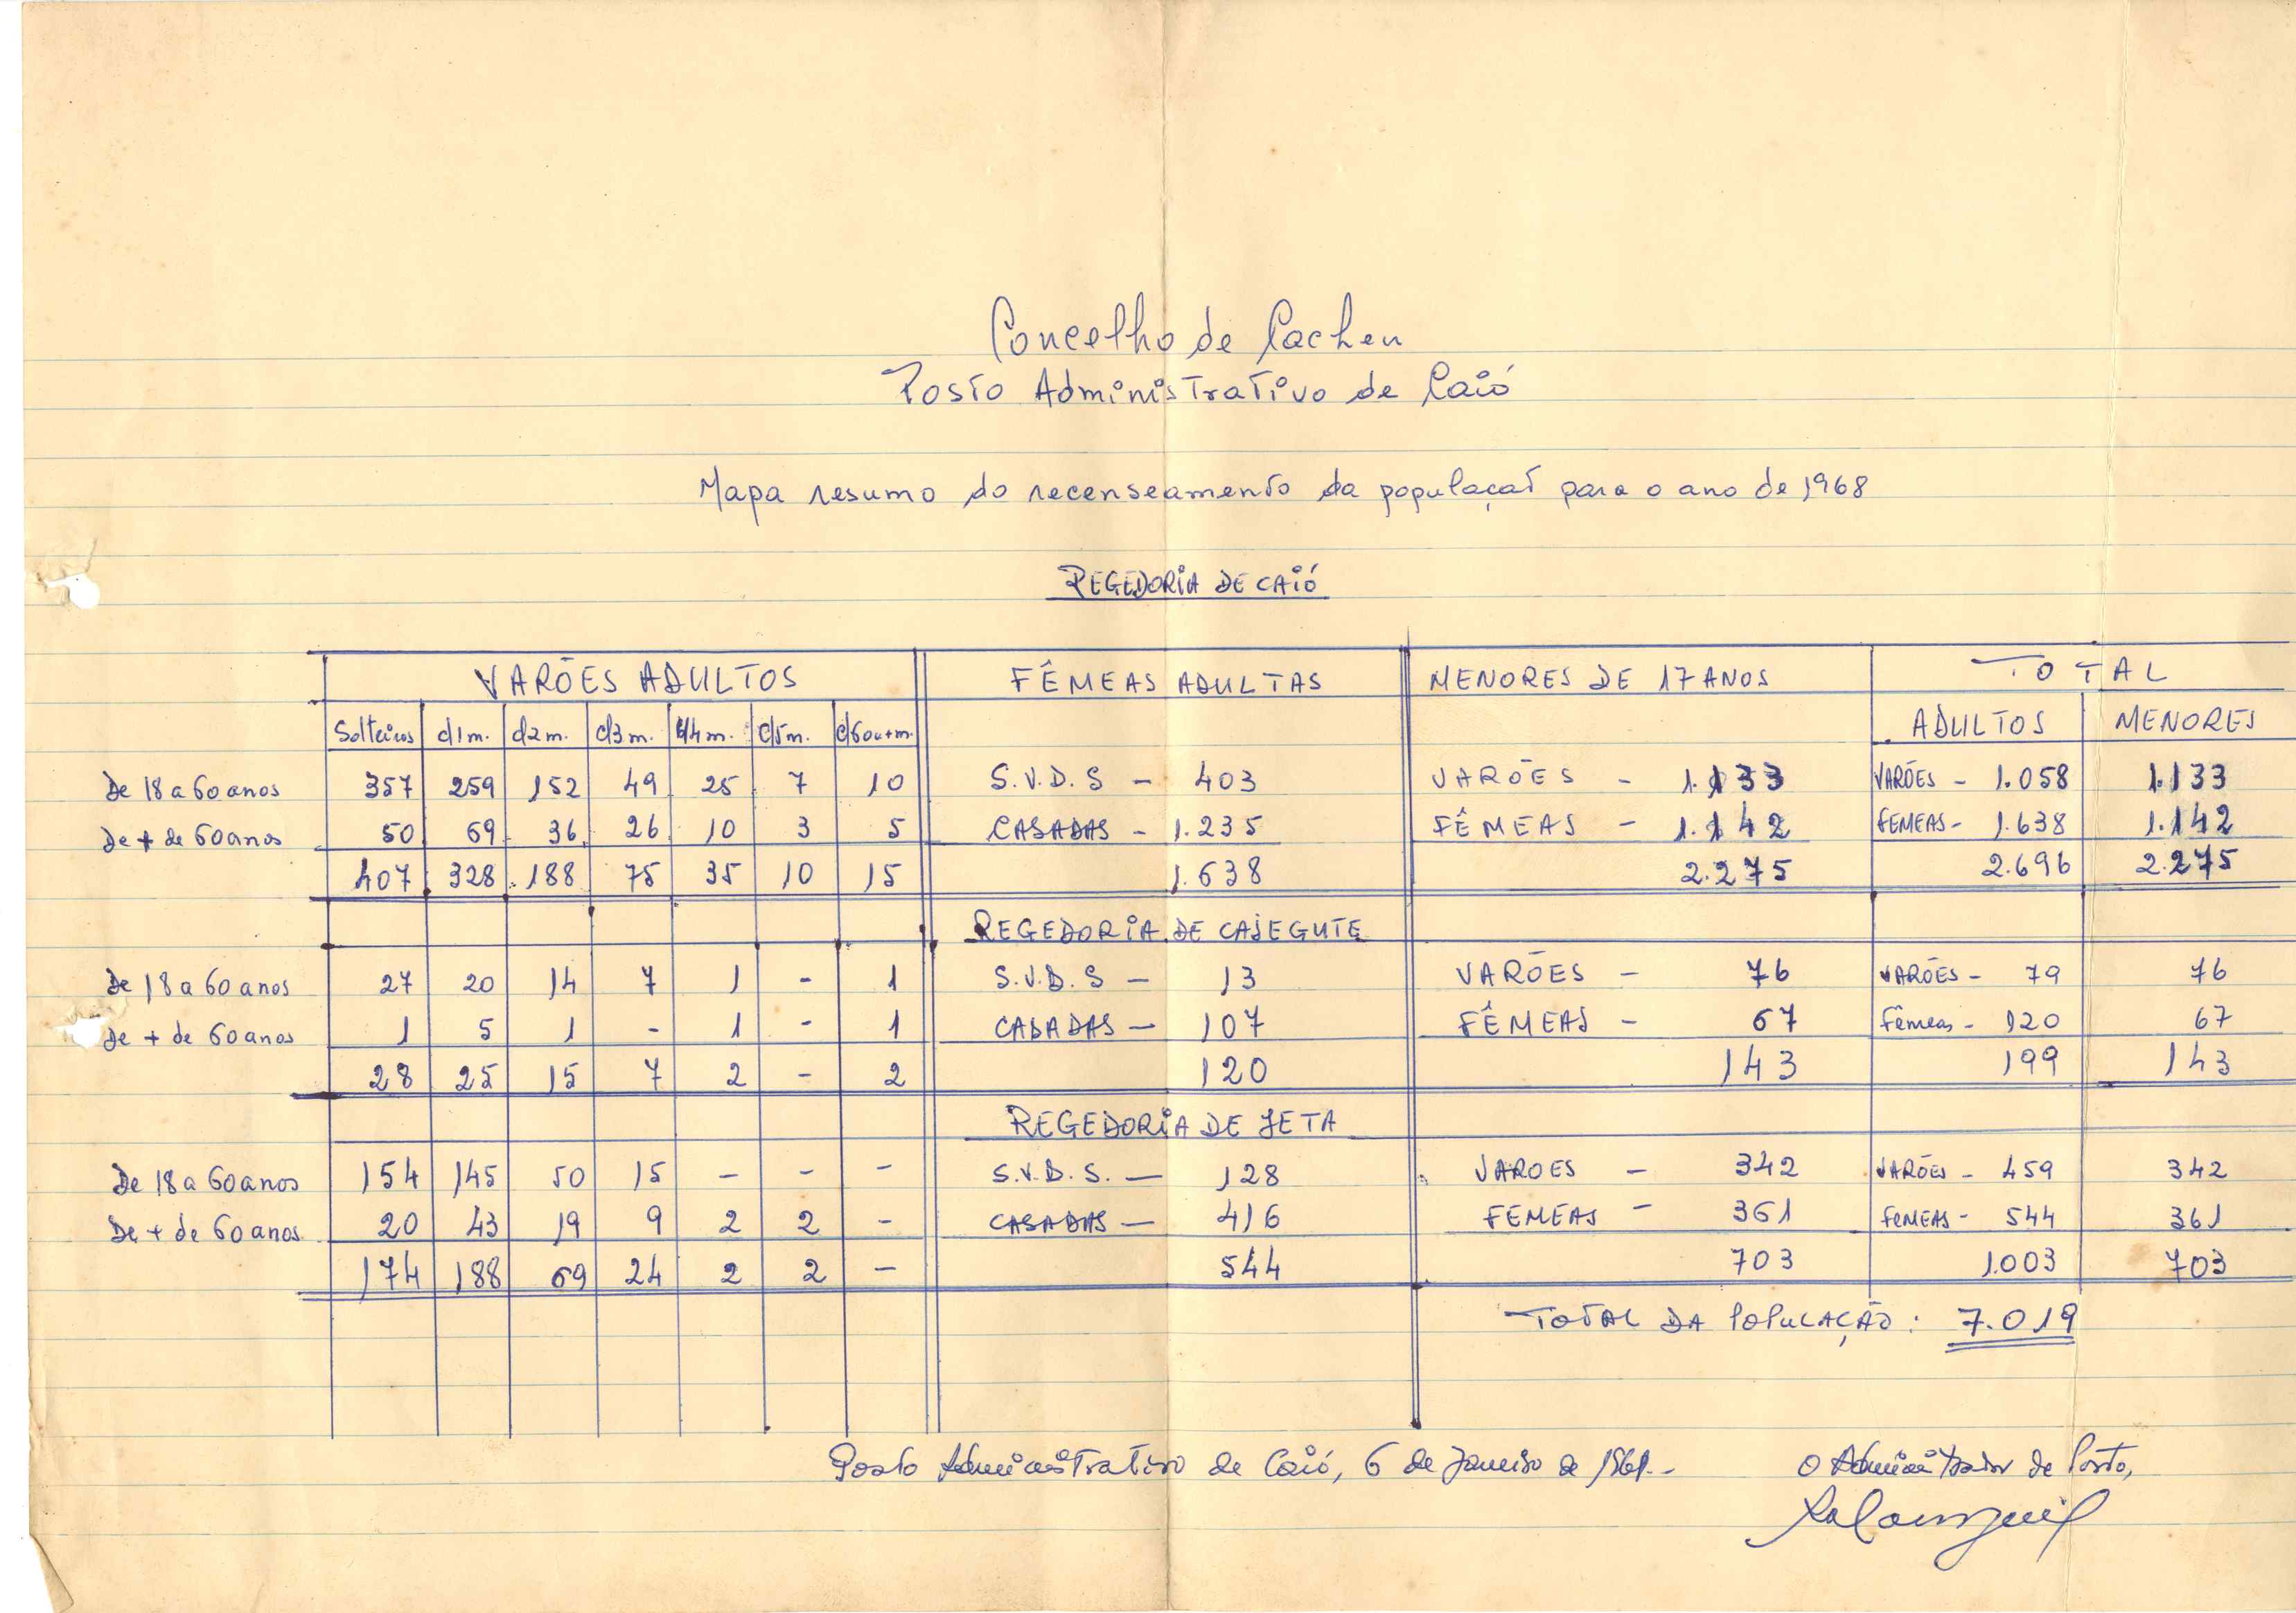 Concelho de Cacheu
Posto Administrativo de Caió
Mapa resumo do recenseamento da população para o ano de 1968
REGEDORIA DE CAIÓ
VARÕES ADULTOS FÊMEAS ADULTAS MENORES DE 17 ANOS TOTAL
Solteiros c/1m. c/2m. c/3m. c/4m. c/5m. c/6ou+m. ADULTOS MENORES
De 18 a 60 anos 357 259 152 49 25 7 10 S.V.D.S - 403 VARÕES - 1.133 VARÕES - 1.058 1.133
De + de 60 anos 50 69 36 26 10 3 5 CASADAS - 1.235 FÊMEAS - 1.142 FEMEAS - 1.638 1.142
407 328 188 75 35 10 15 1.638 2.275 2.696 2.275
REGEDORIA DE CAIEGUTE
De 18 a 60 anos 27 20 14 7 1 - 1 S.V.D.S - 13 VARÕES - 76 VARÕES - 79 76
De + de 60 anos 1 5 1 - 1 - 1 CASADAS - 107 FÊMEAS - 67 Fêmeas - 120 67
28 25 15 7 2 - 2 120 143 199 143
REGEDORIA DE JETA
De 18 a 60 anos 154 145 50 15 - - - S.V.D.S. - 128 VAROES - 342 VARÕES - 459 342
De + de 60 anos 20 43 19 9 2 2 - CASADAS - 416 FEMEAS - 361 FEMEAS - 544 361
174 188 69 24 2 2 - 544 703 1.003 703
TOTAL DA POPULAÇÃO: 7.019
Posto Administrativo de Caió, 6 de Janeiro de
O Administrador de Posto,